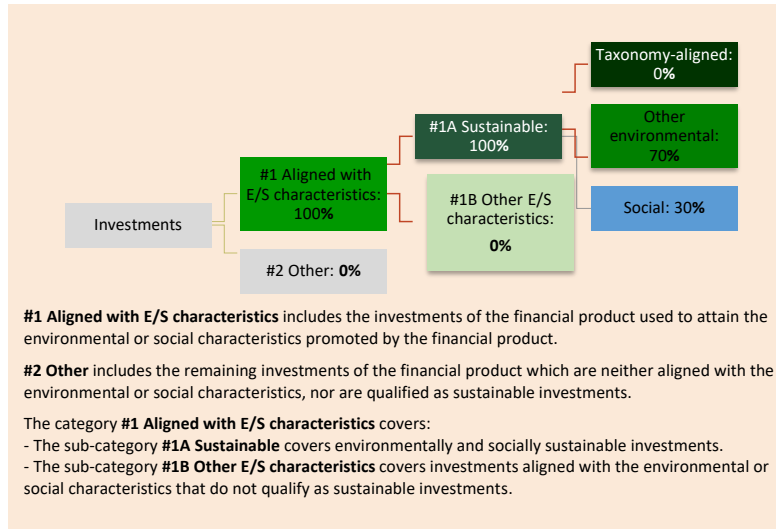 Taxonomy-aligned:
0%
#1A Sustainable:
100%
Other
environmental:
70%
#1 Aligned with
E/S characteristics:
100%
#1B Other E/S
characteristics:
0%
Social: 30%
Investments
#2 Other: 0%
#1 Aligned with E/S characteristics includes the investments of the financial product used to attain the
environmental or social characteristics promoted by the financial product.
#2 Other includes the remaining investments of the financial product which are neither aligned with the
environmental or social characteristics, nor are qualified as sustainable investments.
The category #1 Aligned with E/S characteristics covers:
- The sub-category #1A Sustainable covers environmentally and socially sustainable investments.
- The sub-category #1B Other E/S characteristics covers investments aligned with the environmental or
social characteristics that do not qualify as sustainable investments.